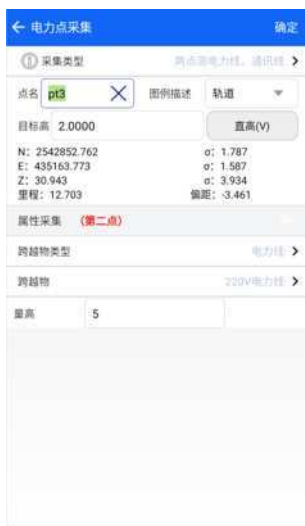 ← 电力点采集 确定
采集类型 两点测电力线、通讯线 >
点名 pt3 图例描述 轨道
目标高 2.0000 直高(V)
N: 2542852.762 σ: 1.787
E: 435163.773 σ: 1.587
Z: 30.943 σ: 3.934
里程: 12.703 偏距: -3.461
属性采集 (第二点)
跨越物类型 电力线 >
跨越物 220V电力线 >
量高 5